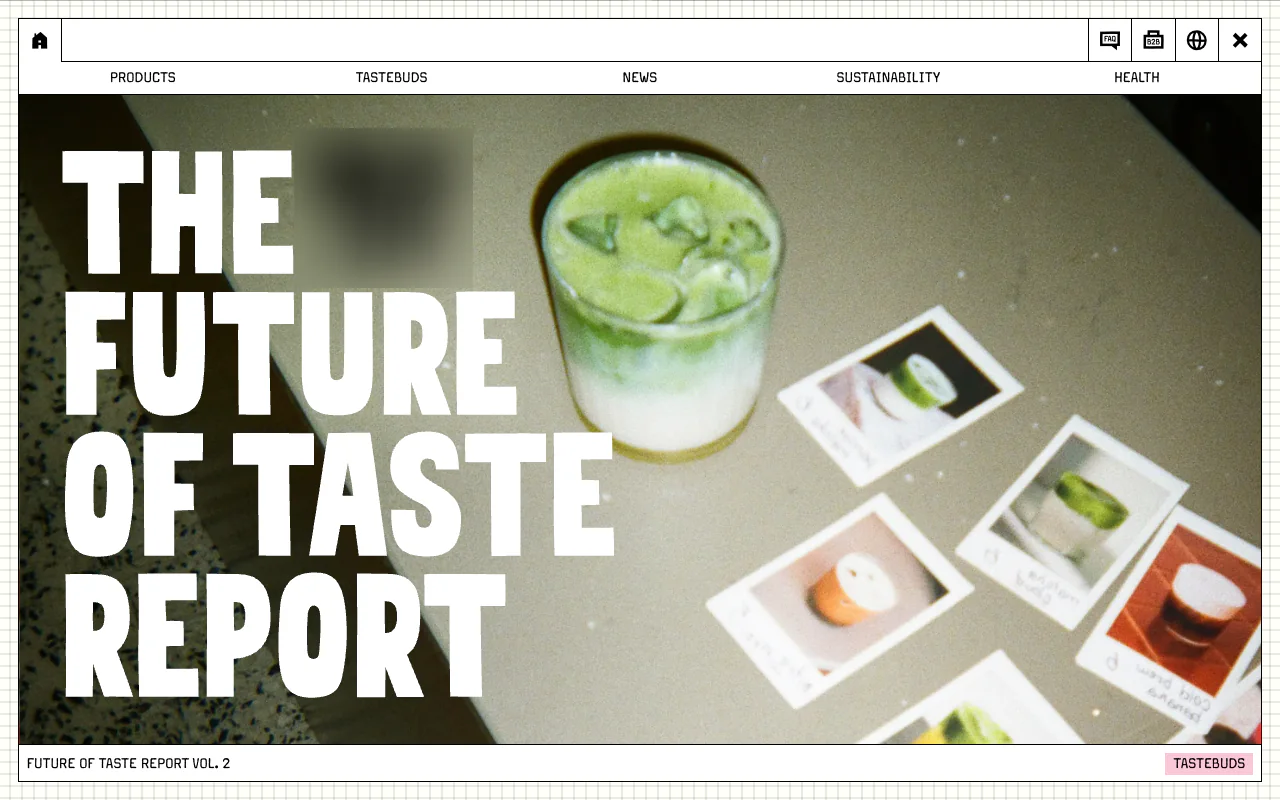 FAQ
B2B
PRODUCTS
TASTEBUDS
NEWS
SUSTAINABILITY
HEALTH
THE
FUTURE
OF TASTE
REPORT
FUTURE OF TASTE REPORT VOL. 2
TASTEBUDS